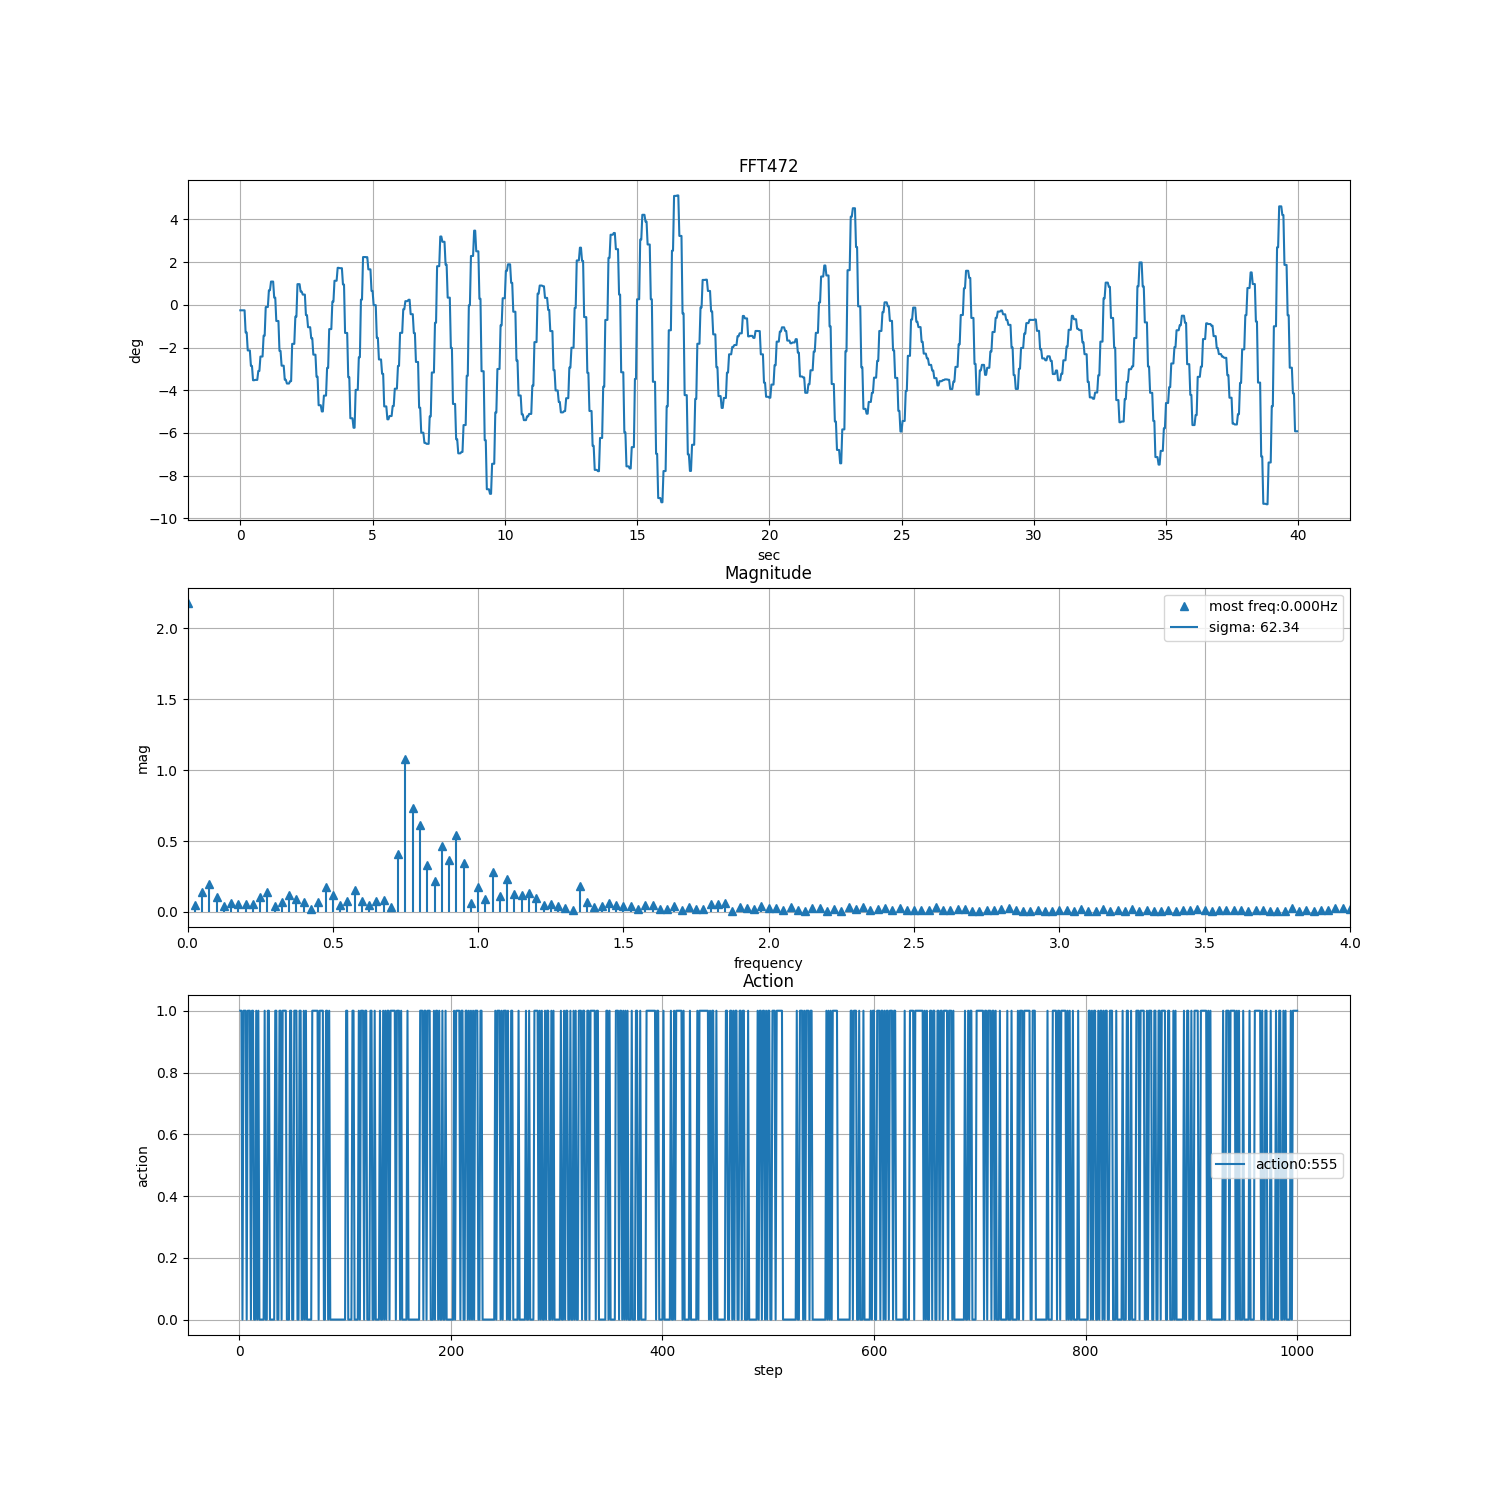 FFT472
4
2
0
−2
−4
−6
−8
−10
deg
0 5 10 15 20 25 30 35 40
sec
Magnitude
most freq:0.000Hz
sigma: 62.34
2.0
1.5
1.0
0.5
0.0
mag
0.0 0.5 1.0 1.5 2.0 2.5 3.0 3.5 4.0
frequency
Action
1.0
0.8
0.6
0.4
0.2
0.0
action
action0:555
0 200 400 600 800 1000
step